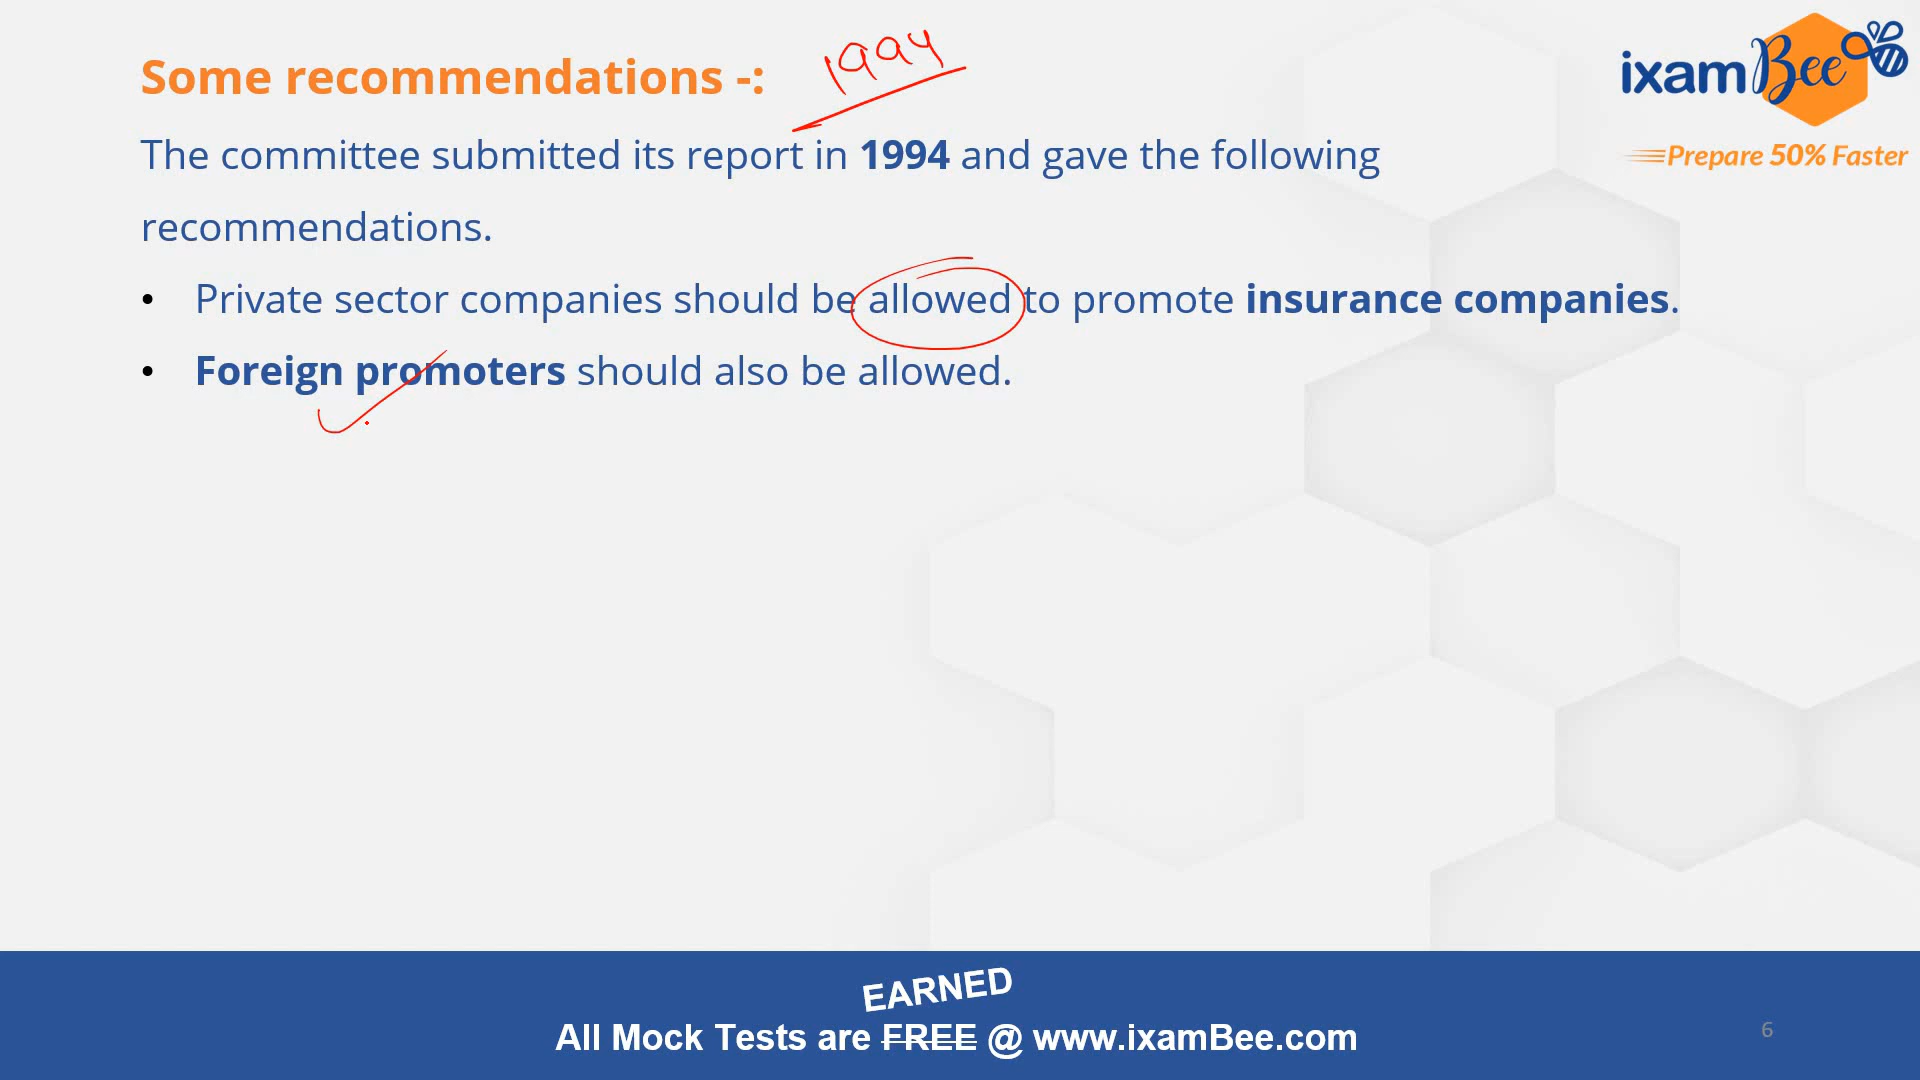 Some recommendations -:
1994
ixamBee
Prepare 50% Faster
The committee submitted its report in 1994 and gave the following
recommendations.
• Private sector companies should be allowed to promote insurance companies.
• Foreign promoters should also be allowed.
EARNED
All Mock Tests are FREE @ www.ixamBee.com
6